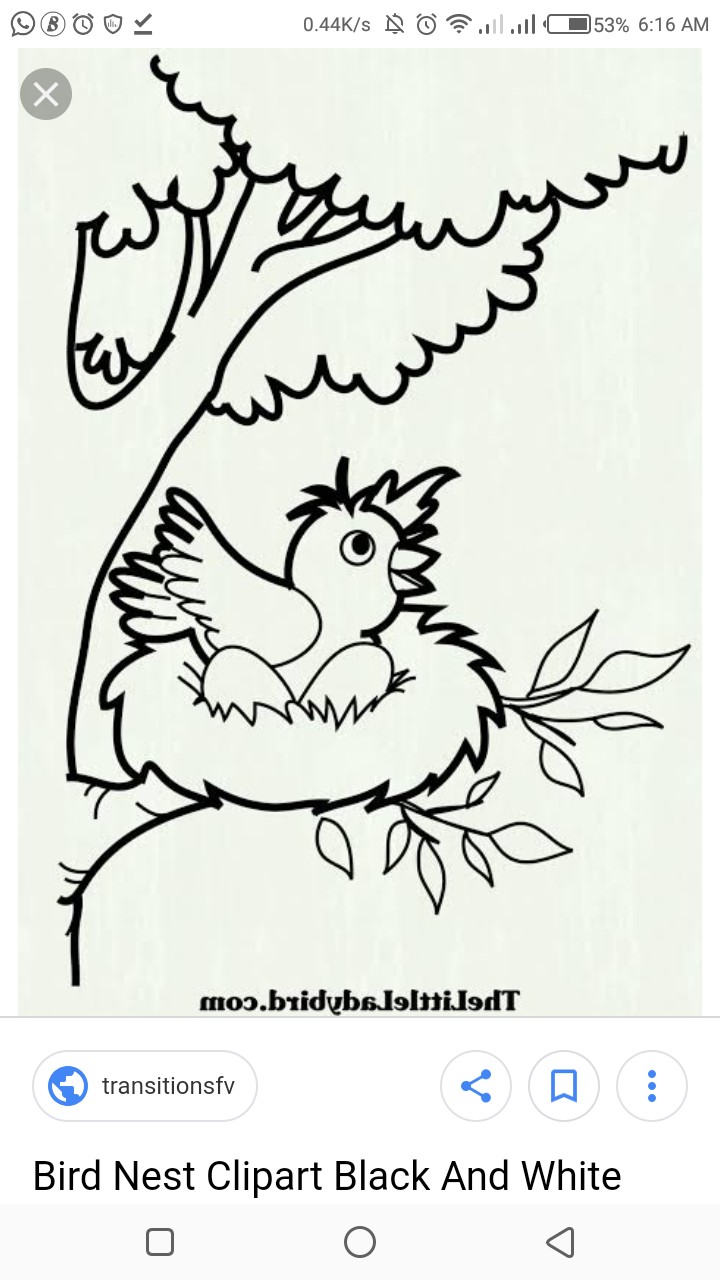 0.44K/s 53% 6:16 AM
TheLittleLadybird.com
transitionsfv
Bird Nest Clipart Black And White